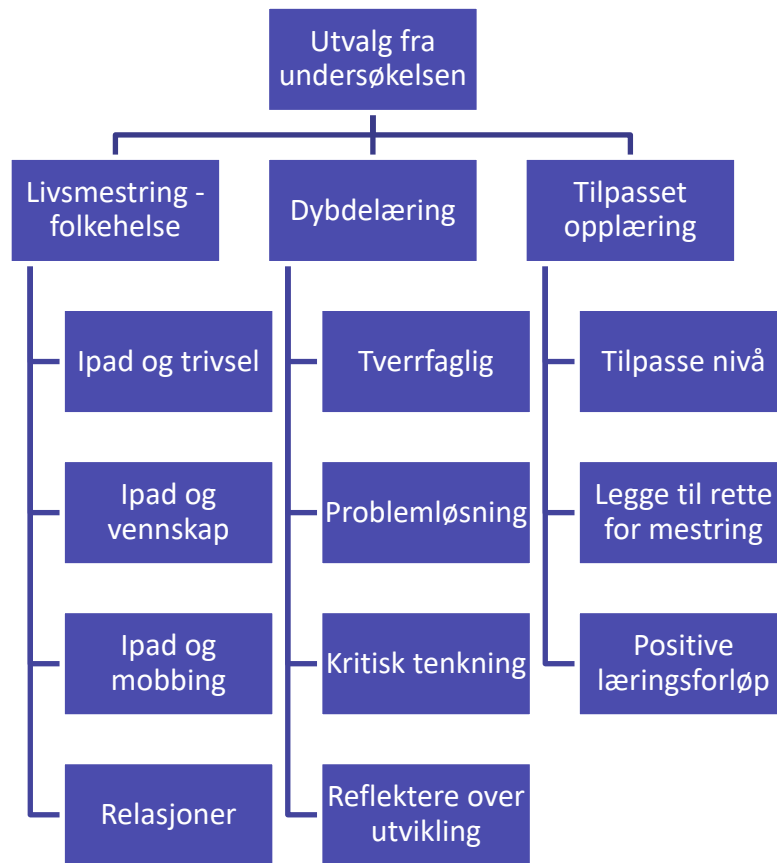 Utvalg fra
undersøkelsen
Livsmestring -
folkehelse
Dybdelæring
Tilpasset
opplæring
Ipad og trivsel
Tverrfaglig
Tilpasse nivå
Ipad og
vennskap
Problemløsning
Legge til rette
for mestring
Ipad og
mobbing
Kritisk tenkning
Positive
læringsforløp
Relasjoner
Reflektere over
utvikling